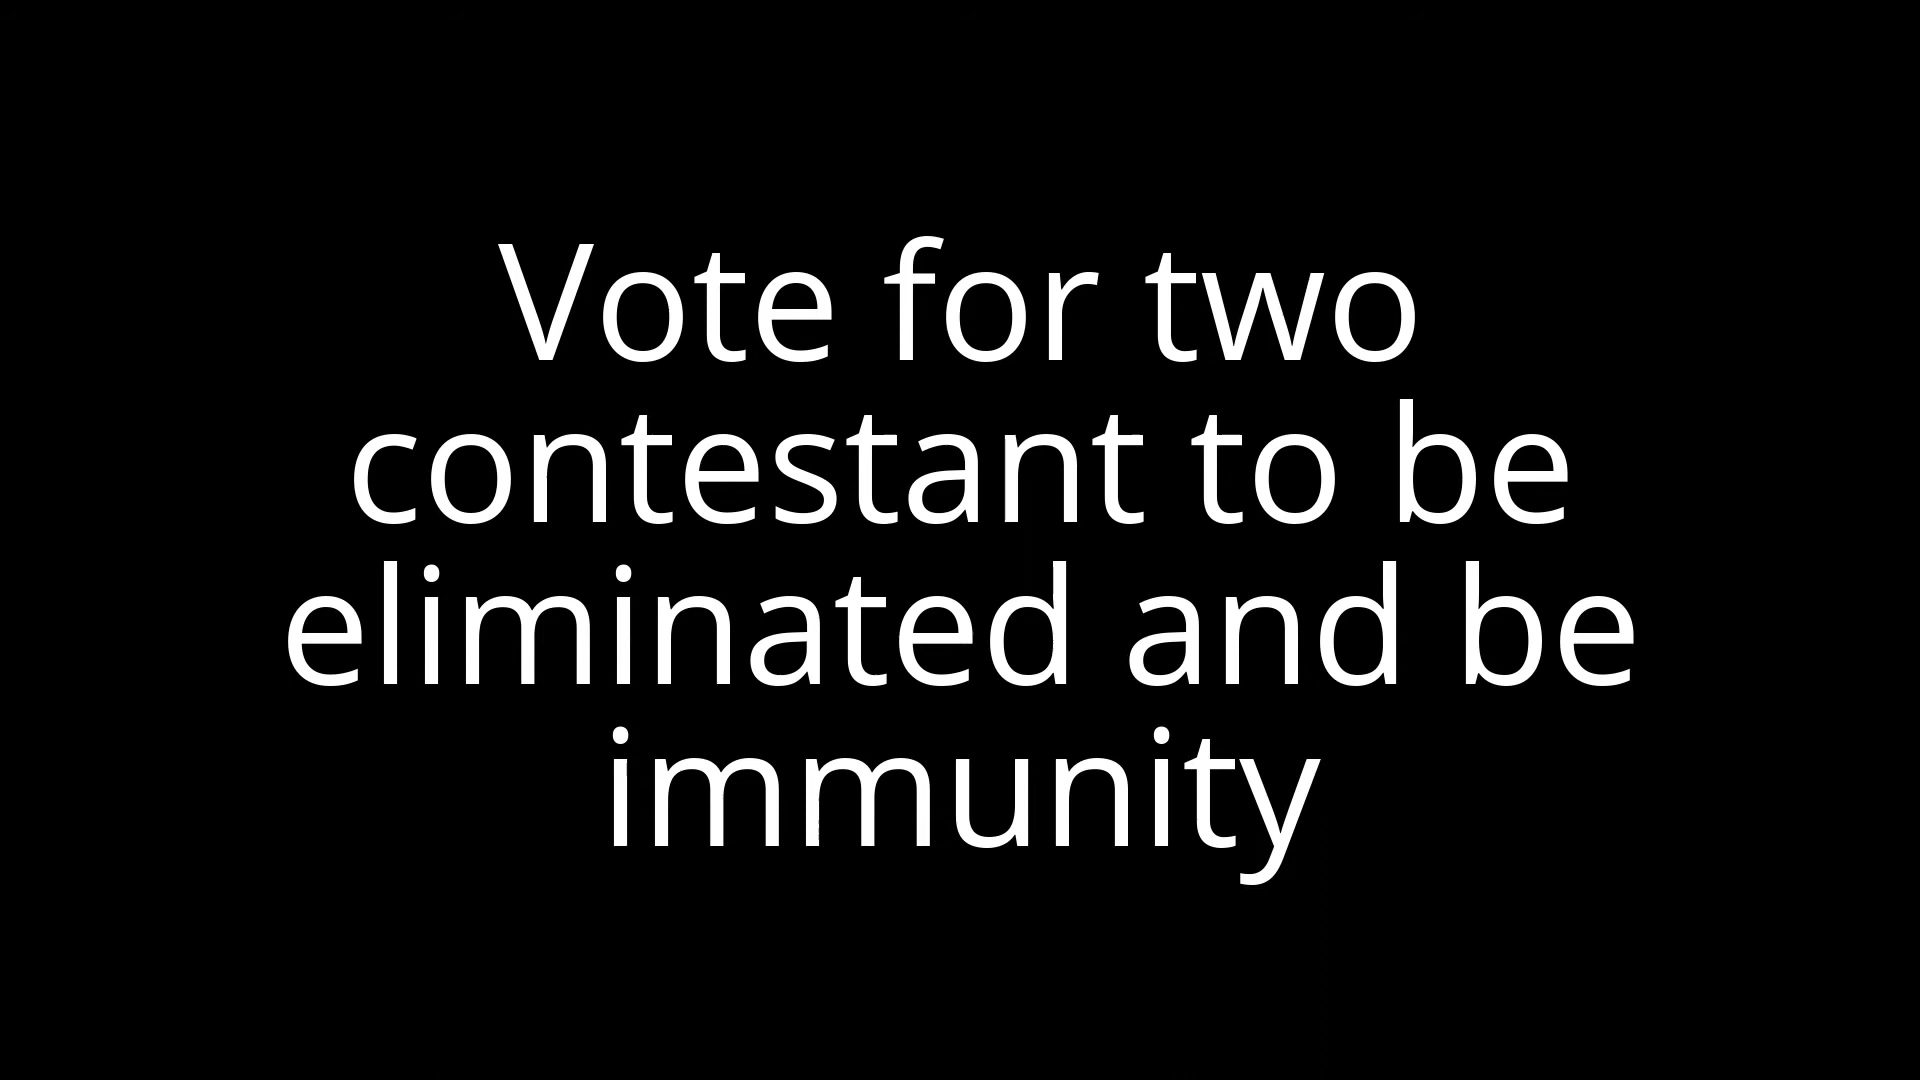 Vote for two
contestant to be
eliminated and be
immunity